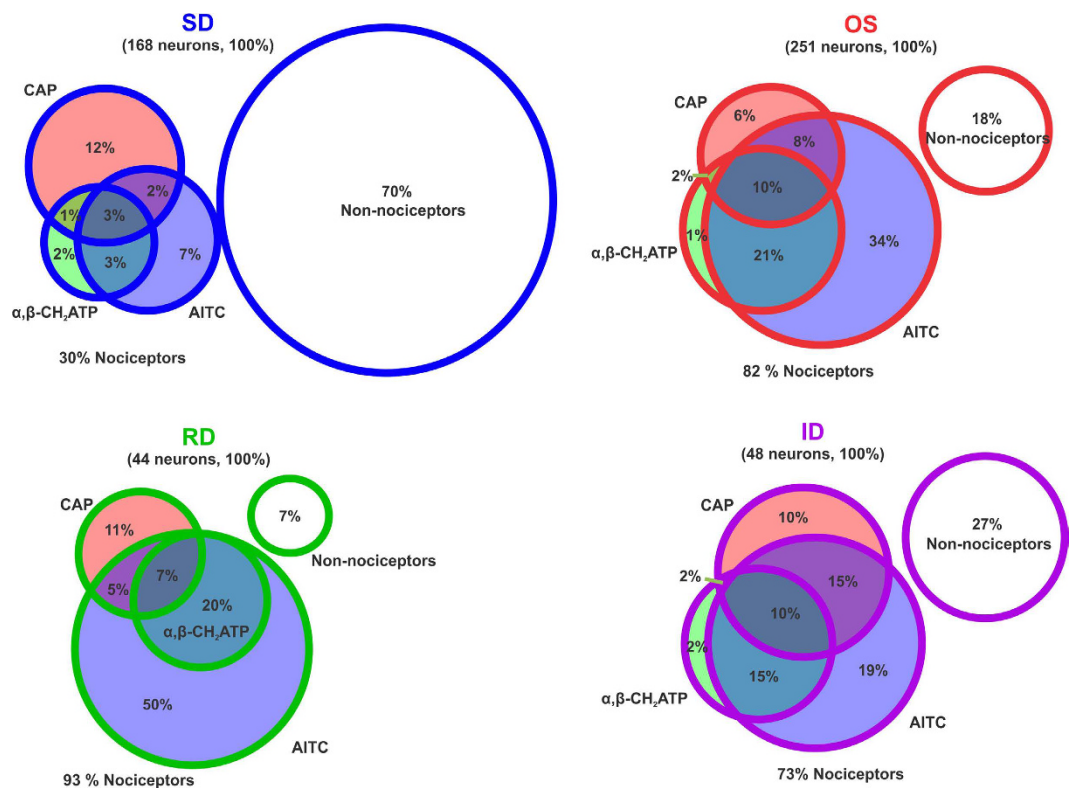 SD
(168 neurons, 100%)
CAP
12%
2%
1%
3%
2%
3%
7%
α,β-CH₂ATP
AITC
70%
Non-nociceptors
30% Nociceptors
OS
(251 neurons, 100%)
CAP
6%
8%
2%
10%
1%
21%
34%
α,β-CH₂ATP
AITC
18%
Non-nociceptors
82 % Nociceptors
RD
(44 neurons, 100%)
CAP
11%
7%
5%
20%
α,β-CH₂ATP
50%
AITC
7%
Non-nociceptors
93 % Nociceptors
ID
(48 neurons, 100%)
CAP
10%
2%
15%
10%
2%
15%
19%
α,β-CH₂ATP
AITC
27%
Non-nociceptors
73% Nociceptors